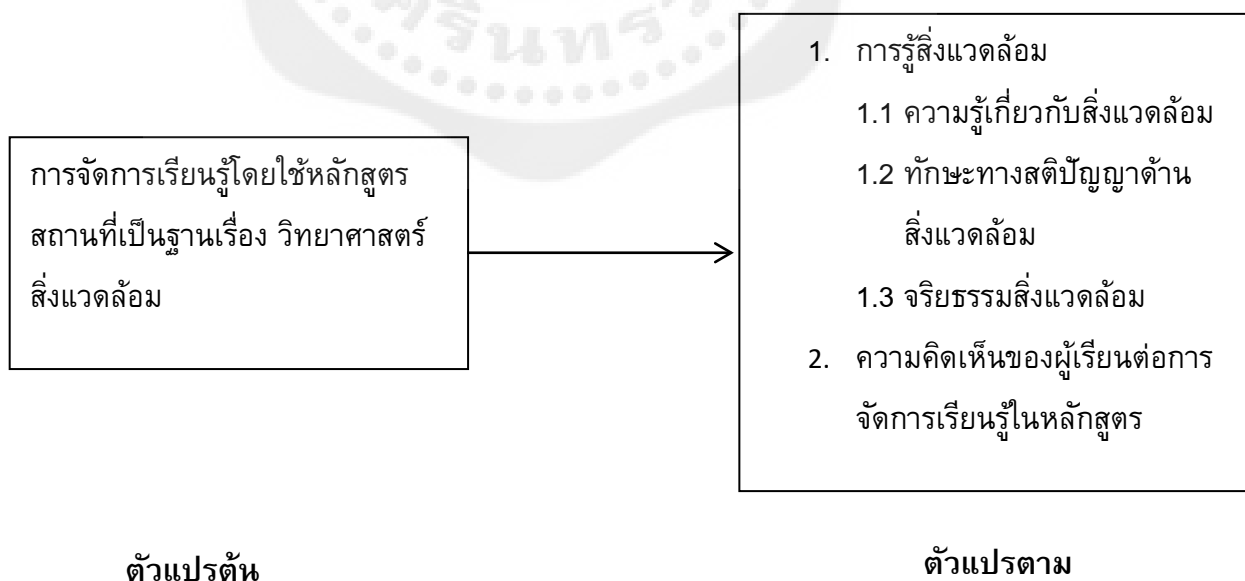 ศรีนทรวิ
การจัดการเรียนรู้โดยใช้หลักสูตร
สถานที่เป็นฐานเรื่อง วิทยาศาสตร์
สิ่งแวดล้อม
1. การรู้สิ่งแวดล้อม
1.1 ความรู้เกี่ยวกับสิ่งแวดล้อม
1.2 ทักษะทางสติปัญญาด้าน
สิ่งแวดล้อม
1.3 จริยธรรมสิ่งแวดล้อม
2. ความคิดเห็นของผู้เรียนต่อการ
จัดการเรียนรู้ในหลักสูตร
ตัวแปรต้น
ตัวแปรตาม